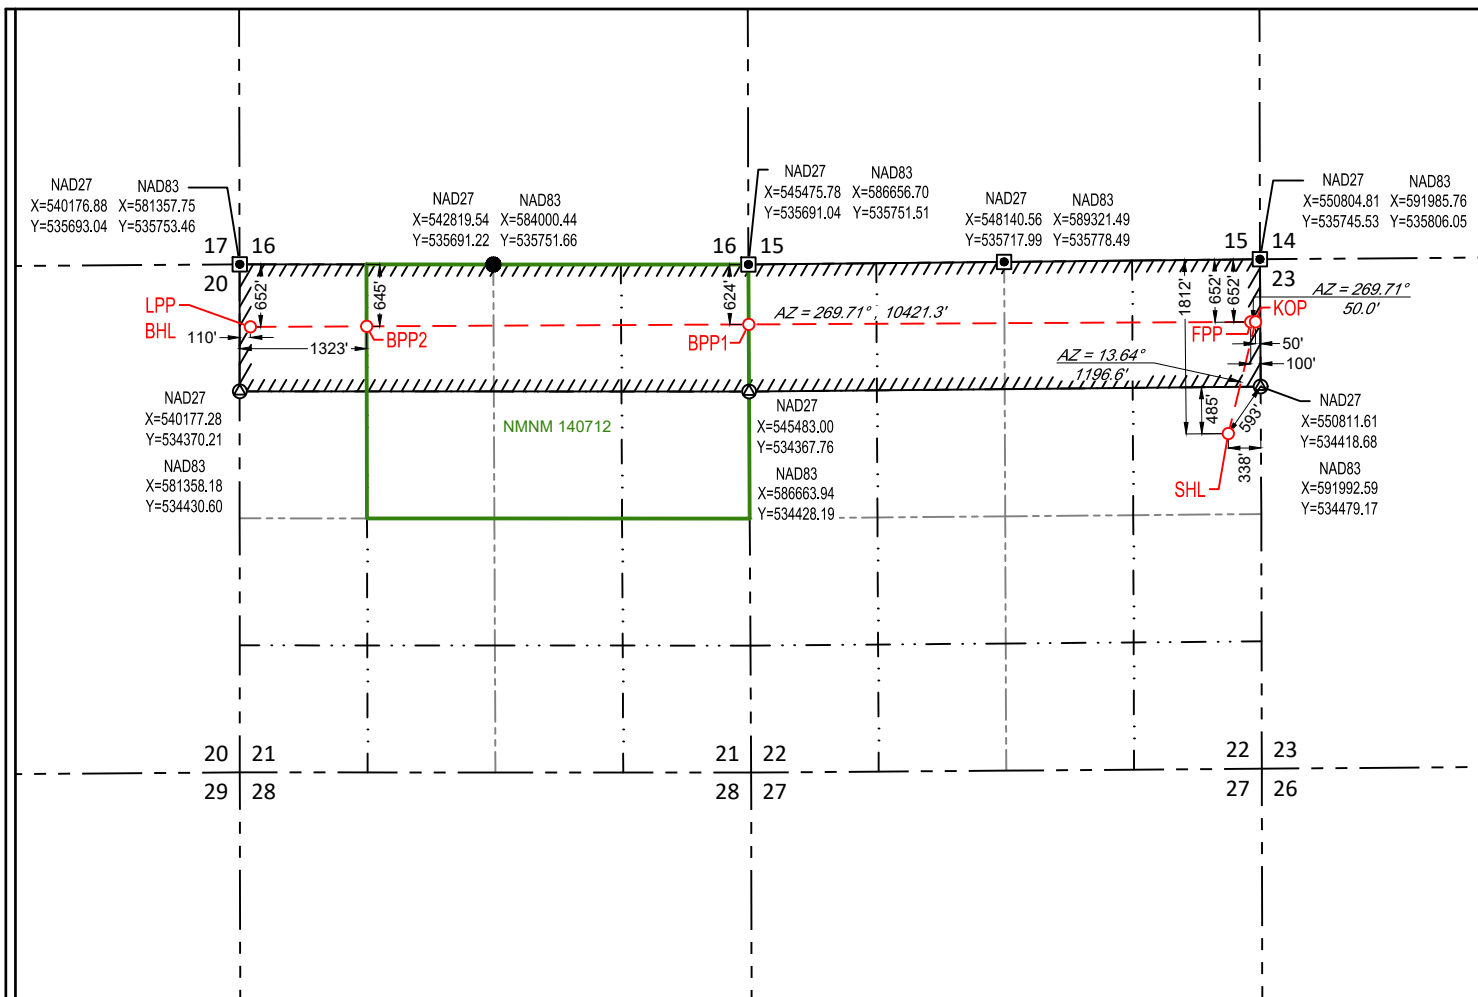 NAD27
X=540176.88
Y=535693.04
NAD83
X=581357.75
Y=535753.46
NAD27
X=542819.54
Y=535691.22
NAD83
X=584000.44
Y=535751.66
NAD27
X=545475.78
Y=535691.04
NAD83
X=586656.70
Y=535751.51
NAD27
X=548140.56
Y=535717.99
NAD83
X=589321.49
Y=535778.49
NAD27
X=550804.81
Y=535745.53
NAD83
X=591985.76
Y=535806.05
17 16
20
16 15
15 14
23
652'
645'
624'
1812'
652'
652'
AZ = 269.71°
50.0'
LPP
BHL
110'
1323'
BPP2
BPP1
AZ = 269.71°, 10421.3'
FPP
KOP
50'
100'
AZ = 13.64°
1196.6'
485'
593'
338'
SHL
NAD27
X=540177.28
Y=534370.21
NAD83
X=581358.18
Y=534430.60
NMNM 140712
NAD27
X=545483.00
Y=534367.76
NAD83
X=586663.94
Y=534428.19
NAD27
X=550811.61
Y=534418.68
NAD83
X=591992.59
Y=534479.17
20 21
29 28
21 22
28 27
22 23
27 26